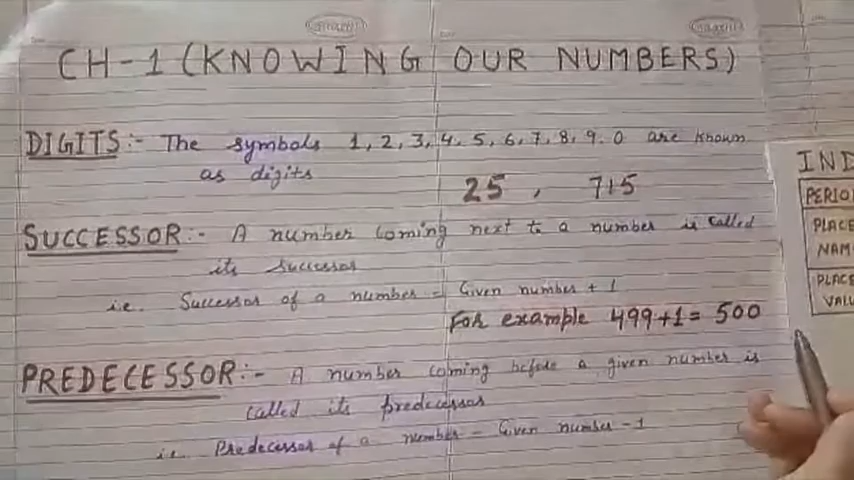 CH-1 (KNOWING OUR NUMBERS)
DIGITS:- The symbols 1, 2, 3, 4, 5, 6, 7, 8, 9, 0 are known
as digits
25 , 715
SUCCESSOR:- A number coming next to a number is called
its successor
i.e. Successor of a number = Given number + 1
For example 499+1= 500
PREDECESSOR:- A number coming before a given number is
called its predecessor
i.e. Predecessor of a number - Given number -1
IND
PERIO
PLACE
NAM
PLACE
VALU